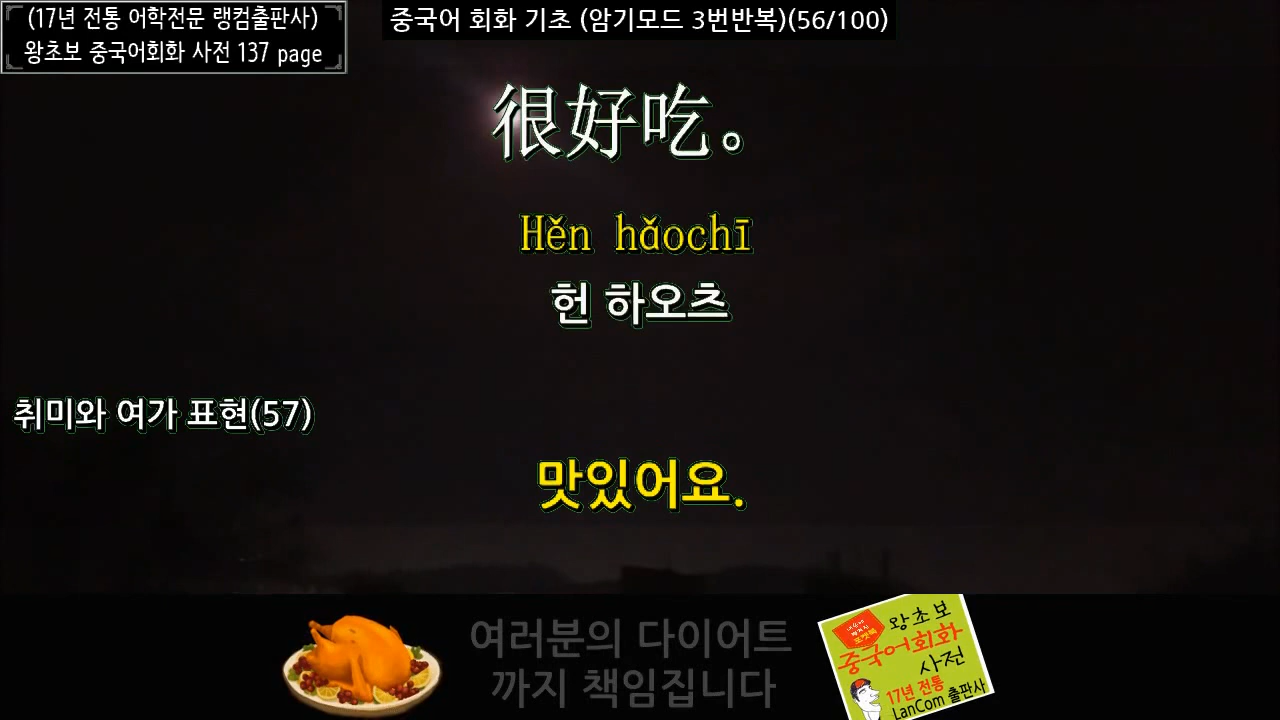 (17년 전통 어학전문 랭컴출판사)
왕초보 중국어회화 사전 137 page
중국어 회화 기초 (암기모드 3번반복)(56/100)
很好吃。
Hěn hǎochī
헌 하오츠
취미와 여가 표현(57)
맛있어요.
여러분의 다이어트
까지 책임집니다
왕초보
중국어회화
사전
17년 전통
LanCom 출판사